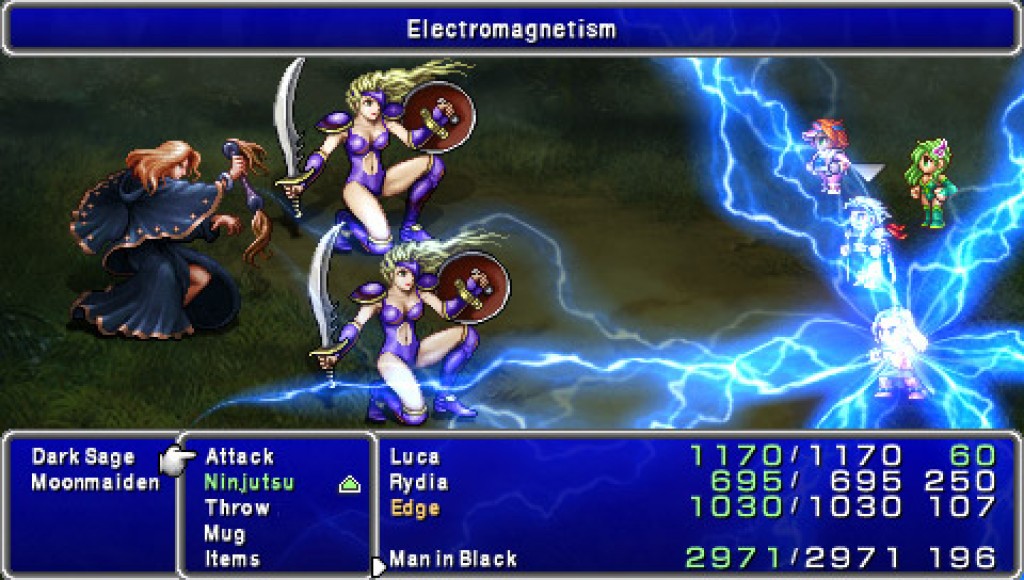 Electromagnetism
Dark Sage
Moonmaiden
Attack
Ninjutsu
Throw
Mug
Items
Luca 1170/1170 60
Rydia 695/ 695 250
Edge 1030/1030 107
Man in Black 2971/2971 196